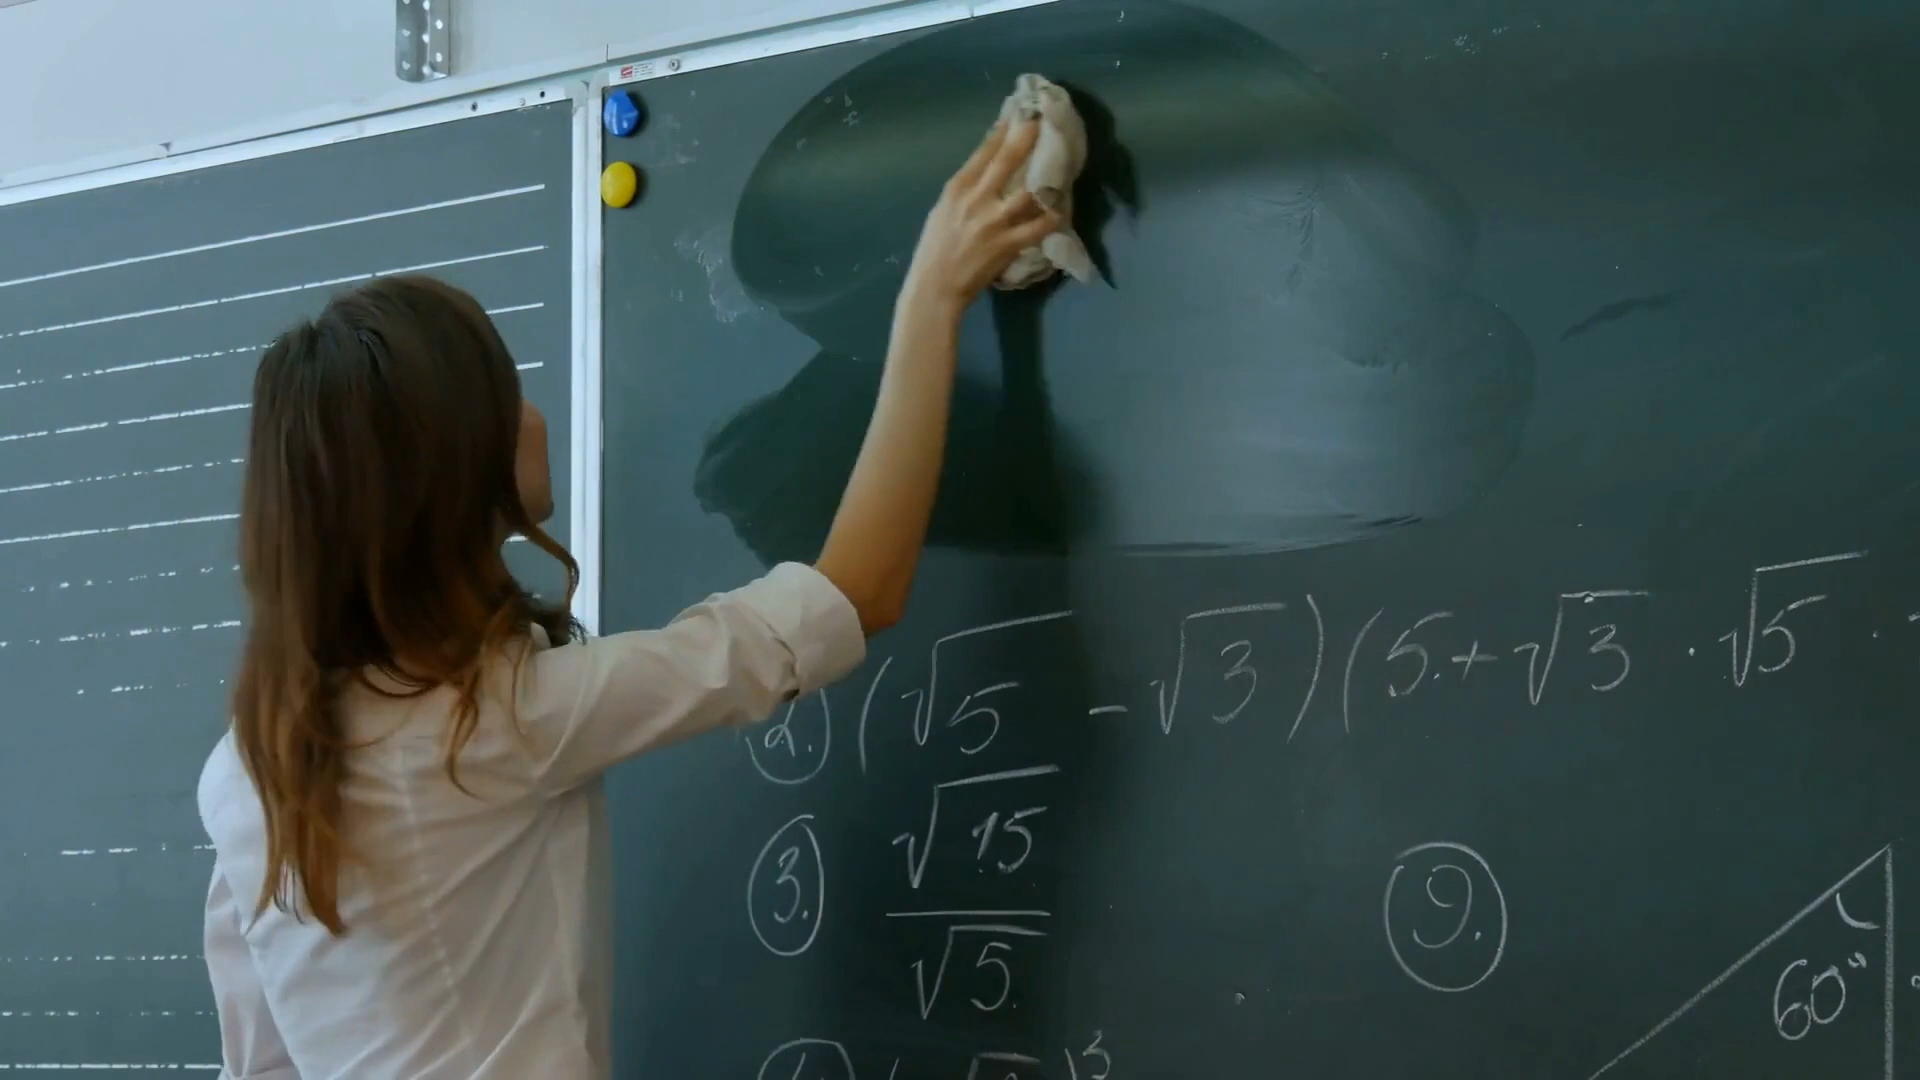 2. (√5 - √3)(5 + √3 · √5 ·
3. √15
√5
9.
60°